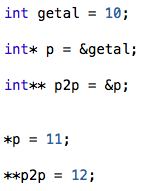 int getal = 10;
int* p = &getal;
int** p2p = &p;
*p = 11;
**p2p = 12;